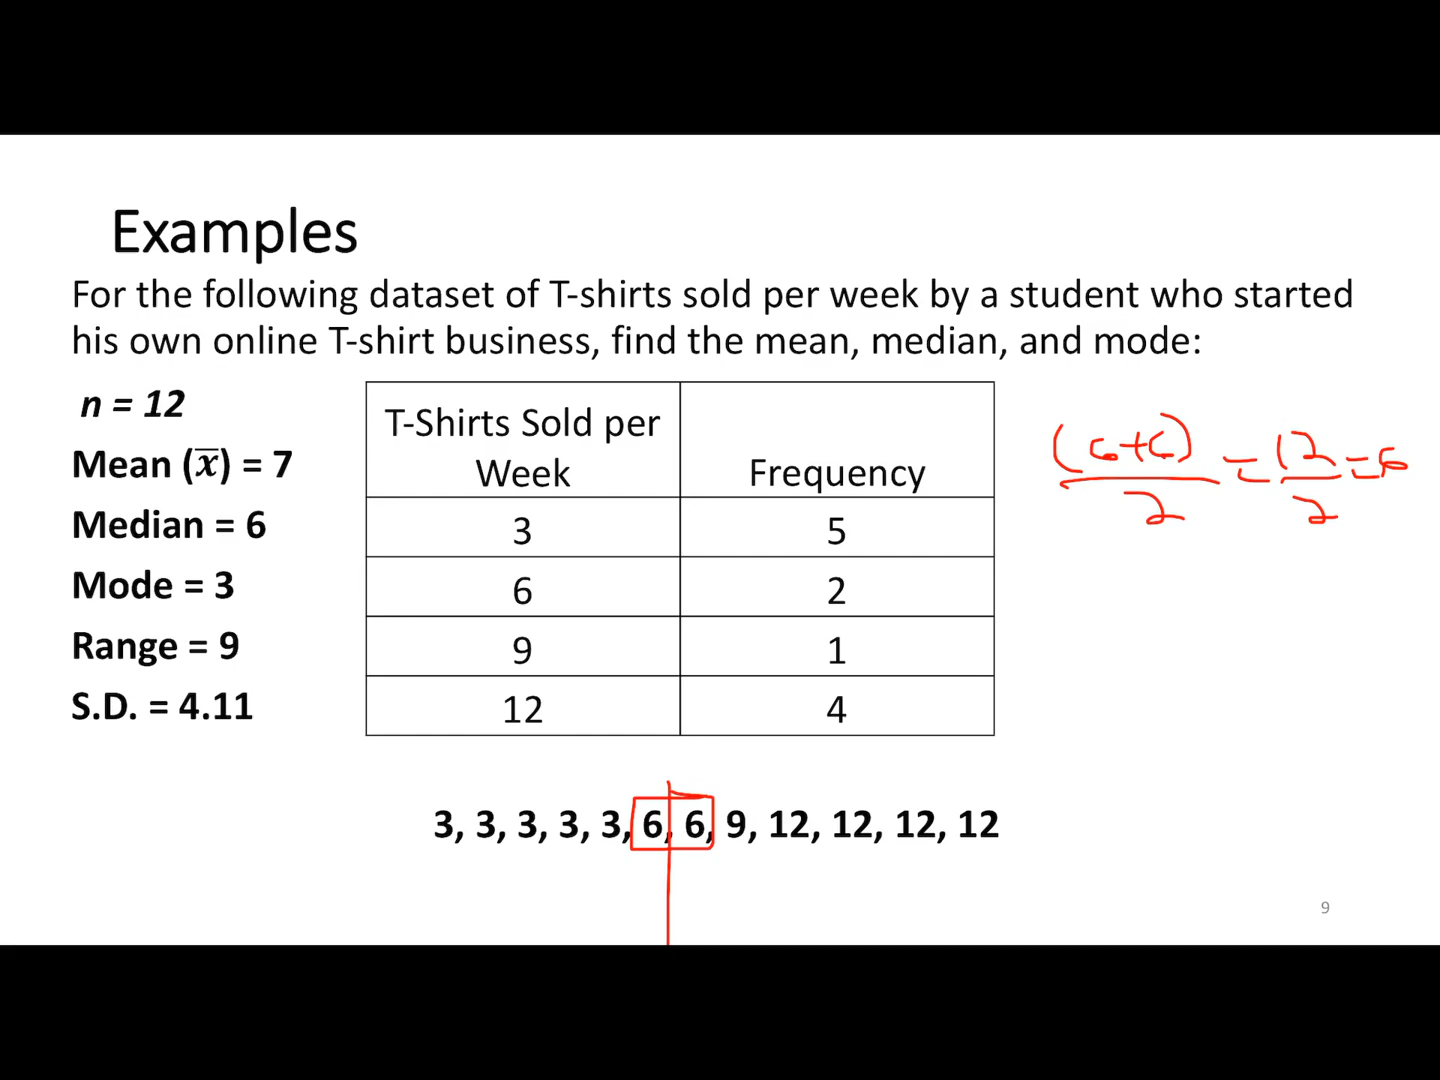 Examples
For the following dataset of T-shirts sold per week by a student who started
his own online T-shirt business, find the mean, median, and mode:
n = 12
Mean (x̅) = 7
Median = 6
Mode = 3
Range = 9
S.D. = 4.11
T-Shirts Sold per
Week
Frequency
3 5
6 2
9 1
12 4
(6+6)/2 = 12/2 = 6
3, 3, 3, 3, 3, 6, 6, 9, 12, 12, 12, 12
9